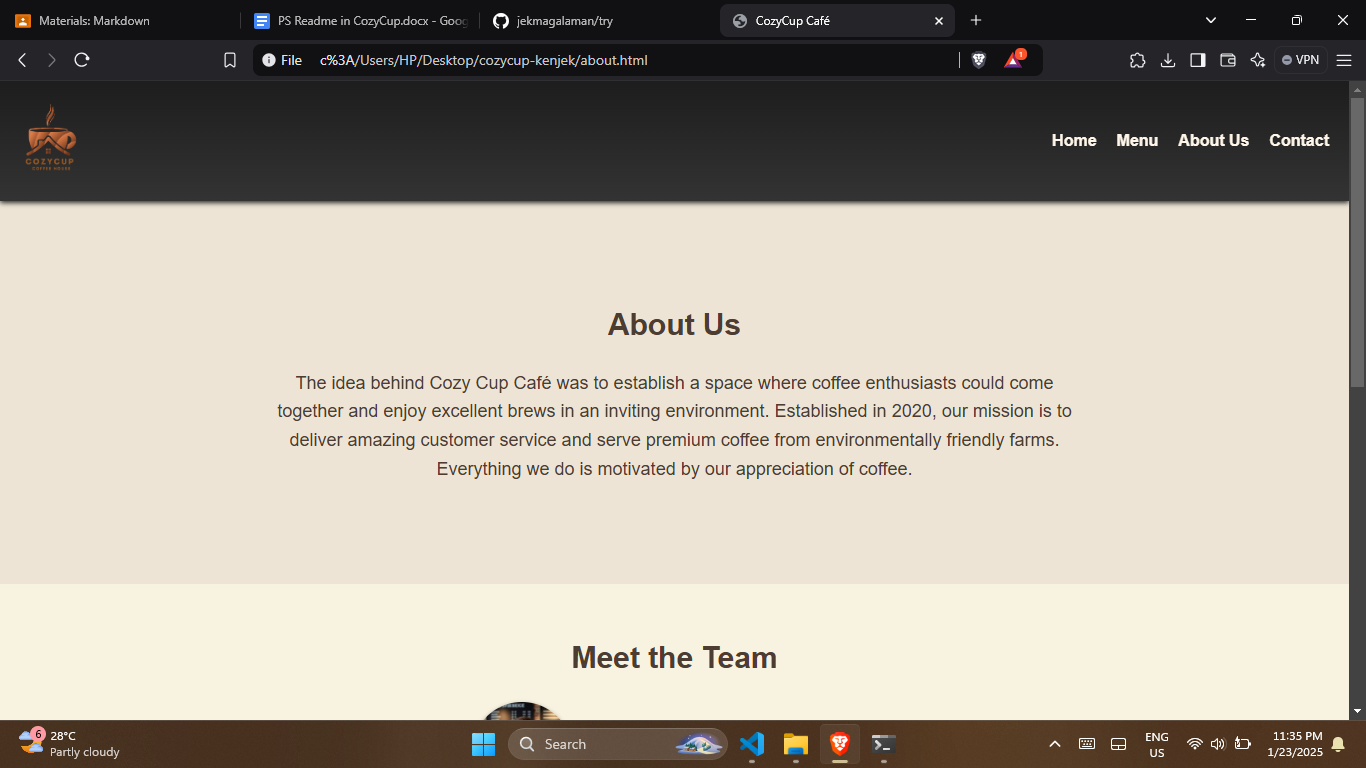 Materials: Markdown
PS Readme in CozyCup.docx - Goog
jekmagalaman/try
CozyCup Café
File
c%3A/Users/HP/Desktop/cozycup-kenjek/about.html
1
VPN
COZYCUP
COFFEE HOUSE
Home
Menu
About Us
Contact
About Us
The idea behind Cozy Cup Café was to establish a space where coffee enthusiasts could come
together and enjoy excellent brews in an inviting environment. Established in 2020, our mission is to
deliver amazing customer service and serve premium coffee from environmentally friendly farms.
Everything we do is motivated by our appreciation of coffee.
Meet the Team
6
28°C
Partly cloudy
Search
ENG
US
11:35 PM
1/23/2025